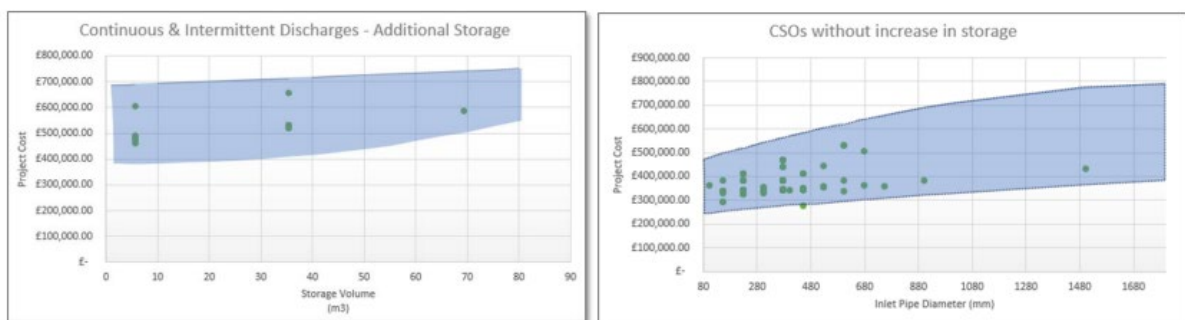 Continuous & Intermittent Discharges - Additional Storage
£800,000.00
£700,000.00
£600,000.00
£500,000.00
£400,000.00
£300,000.00
£200,000.00
£100,000.00
£-
Project Cost
0 10 20 30 40 50 60 70 80 90
Storage Volume
(m3)
CSOs without increase in storage
£900,000.00
£800,000.00
£700,000.00
£600,000.00
£500,000.00
£400,000.00
£300,000.00
£200,000.00
£100,000.00
£-
Project Cost
80 280 480 680 880 1080 1280 1480 1680
Inlet Pipe Diameter (mm)